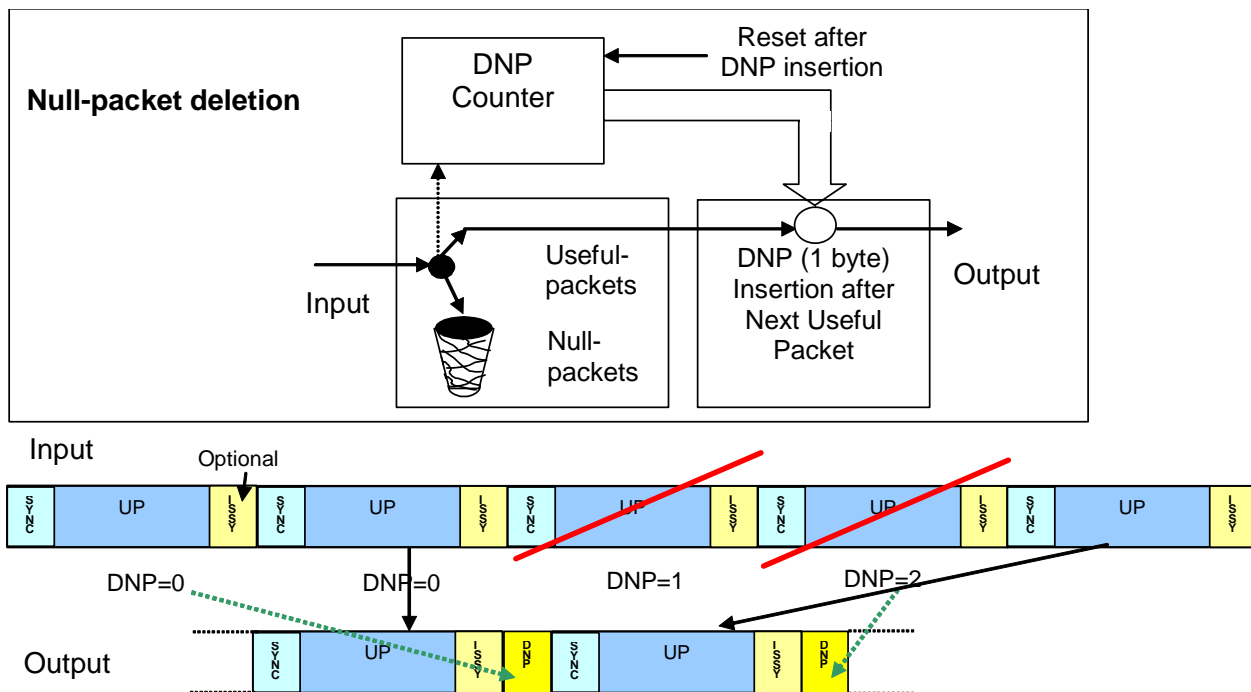 Null-packet deletion
DNP
Counter
Reset after
DNP insertion
Input
Useful-
packets
Null-
packets
DNP (1 byte)
Insertion after
Next Useful
Packet
Output
Input
Optional
SYNC UP ISSY SYNC UP ISSY SYNC UP ISSY SYNC UP ISSY SYNC UP ISSY
DNP=0 DNP=0 DNP=1 DNP=2
Output
SYNC UP ISSY DNP SYNC UP ISSY DNP